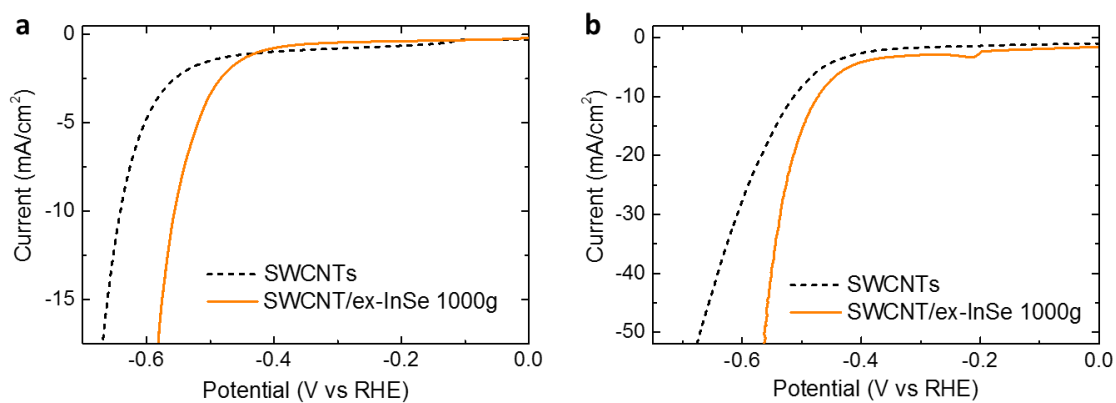 a
0
-5
-10
-15
Current (mA/cm²)
SWCNTs
SWCNT/ex-InSe 1000g
-0.6
-0.4
-0.2
0.0
Potential (V vs RHE)
b
0
-10
-20
-30
-40
-50
Current (mA/cm²)
SWCNTs
SWCNT/ex-InSe 1000g
-0.6
-0.4
-0.2
0.0
Potential (V vs RHE)